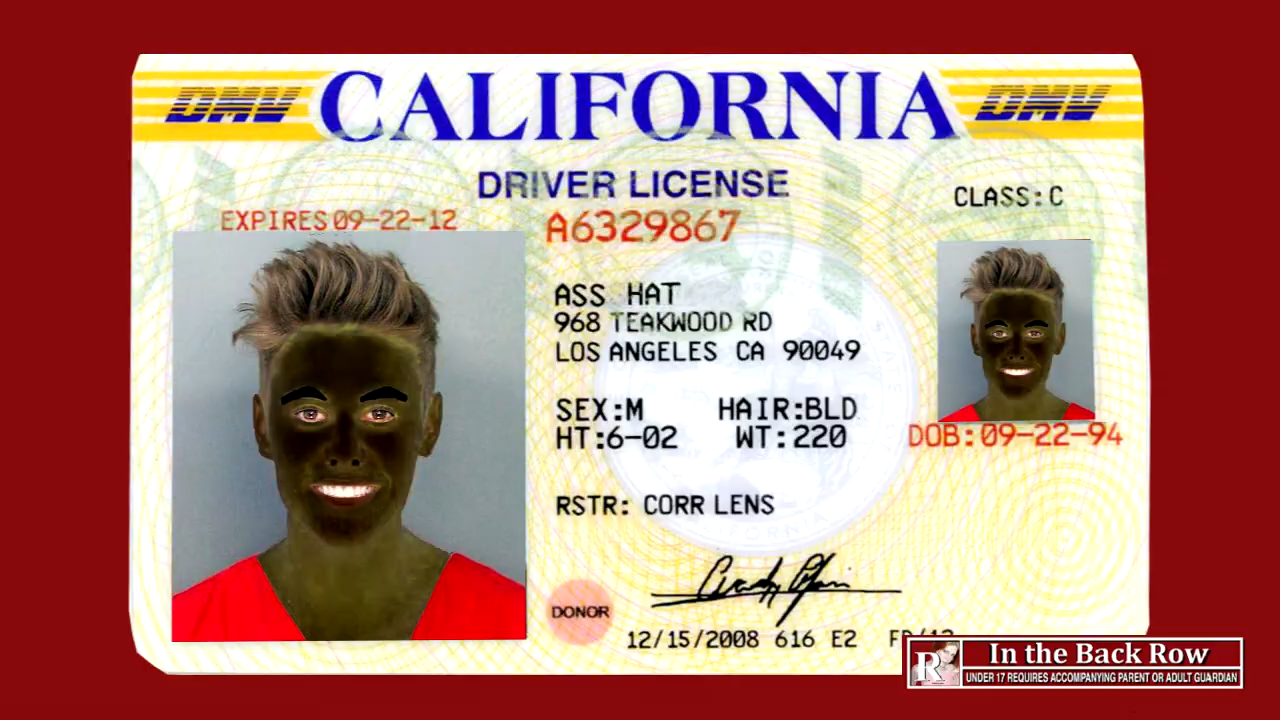 DMV CALIFORNIA DMV
DRIVER LICENSE
CLASS: C
EXPIRES 09-22-12 A6329867
ASS HAT
968 TEAKWOOD RD
LOS ANGELES CA 90049
SEX:M HAIR:BLD
HT:6-02 WT:220
DOB:09-22-94
RSTR: CORR LENS
DONOR
12/15/2008 616 E2
R In the Back Row
UNDER 17 REQUIRES ACCOMPANYING PARENT OR ADULT GUARDIAN